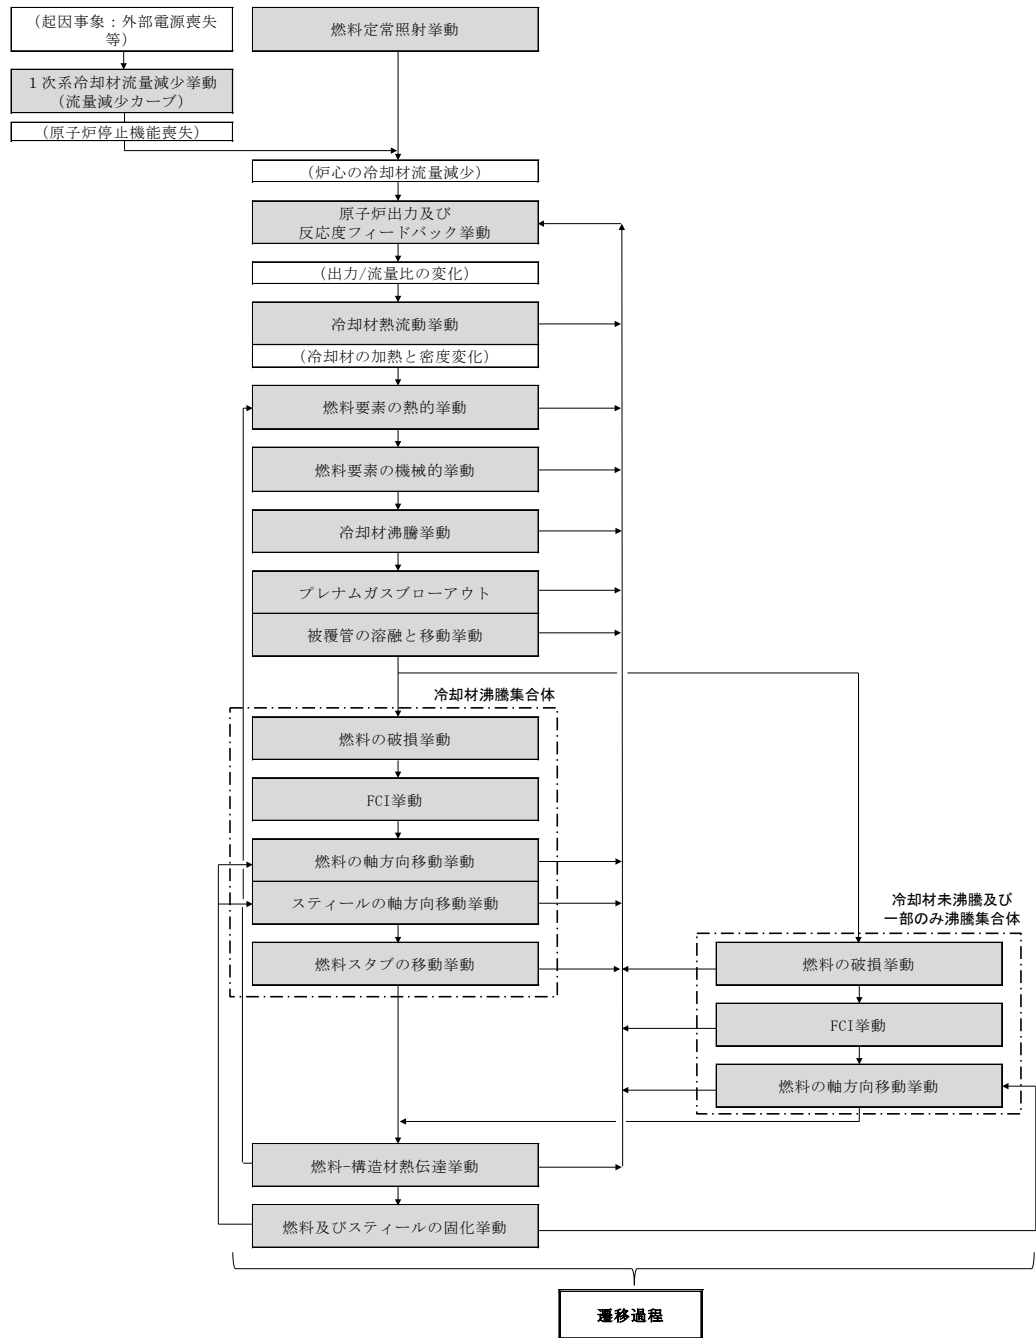 (起因事象:外部電源喪失
等)
燃料定常照射挙動
1次系冷却材流量減少挙動
(流量減少カーブ)
(原子炉停止機能喪失)
(炉心の冷却材流量減少)
原子炉出力及び
反応度フィードバック挙動
(出力/流量比の変化)
冷却材熱流動挙動
(冷却材の加熱と密度変化)
燃料要素の熱的挙動
燃料要素の機械的挙動
冷却材沸騰挙動
プレナムガスブローアウト
被覆管の溶融と移動挙動
冷却材沸騰集合体
燃料の破損挙動
FCI挙動
燃料の軸方向移動挙動
スティールの軸方向移動挙動
燃料スタブの移動挙動
冷却材未沸騰及び
一部のみ沸騰集合体
燃料の破損挙動
FCI挙動
燃料の軸方向移動挙動
燃料-構造材熱伝達挙動
燃料及びスティールの固化挙動
遷移過程